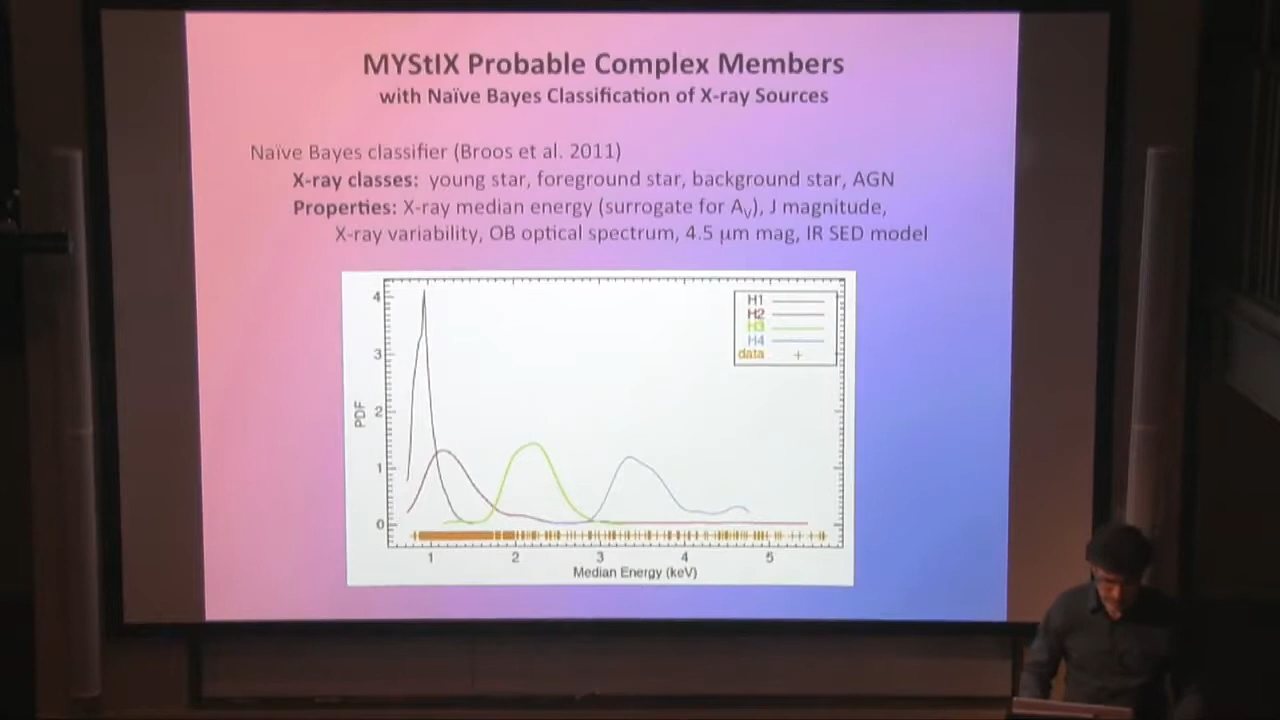 MYStIX Probable Complex Members
with Naïve Bayes Classification of X-ray Sources
Naïve Bayes classifier (Broos et al. 2011)
X-ray classes: young star, foreground star, background star, AGN
Properties: X-ray median energy (surrogate for Av), J magnitude,
X-ray variability, OB optical spectrum, 4.5 μm mag, IR SED model
H1
H2
H3
H4
data
4
3
2
1
0
PDF
1 2 3 4 5
Median Energy (keV)